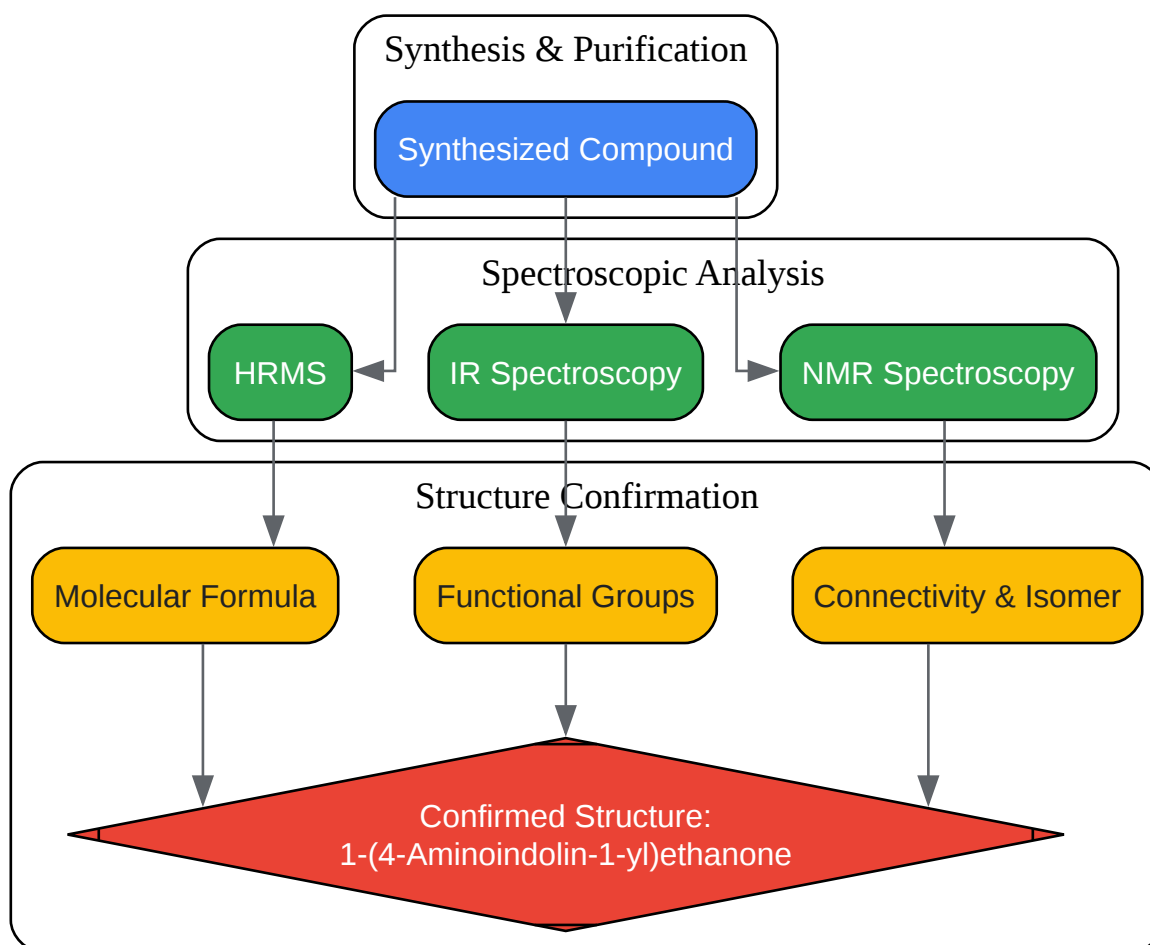 Synthesis & Purification
Synthesized Compound
Spectroscopic Analysis
HRMS
IR Spectroscopy
NMR Spectroscopy
Structure Confirmation
Molecular Formula
Functional Groups
Connectivity & Isomer
Confirmed Structure:
1-(4-Aminoindolin-1-yl)ethanone